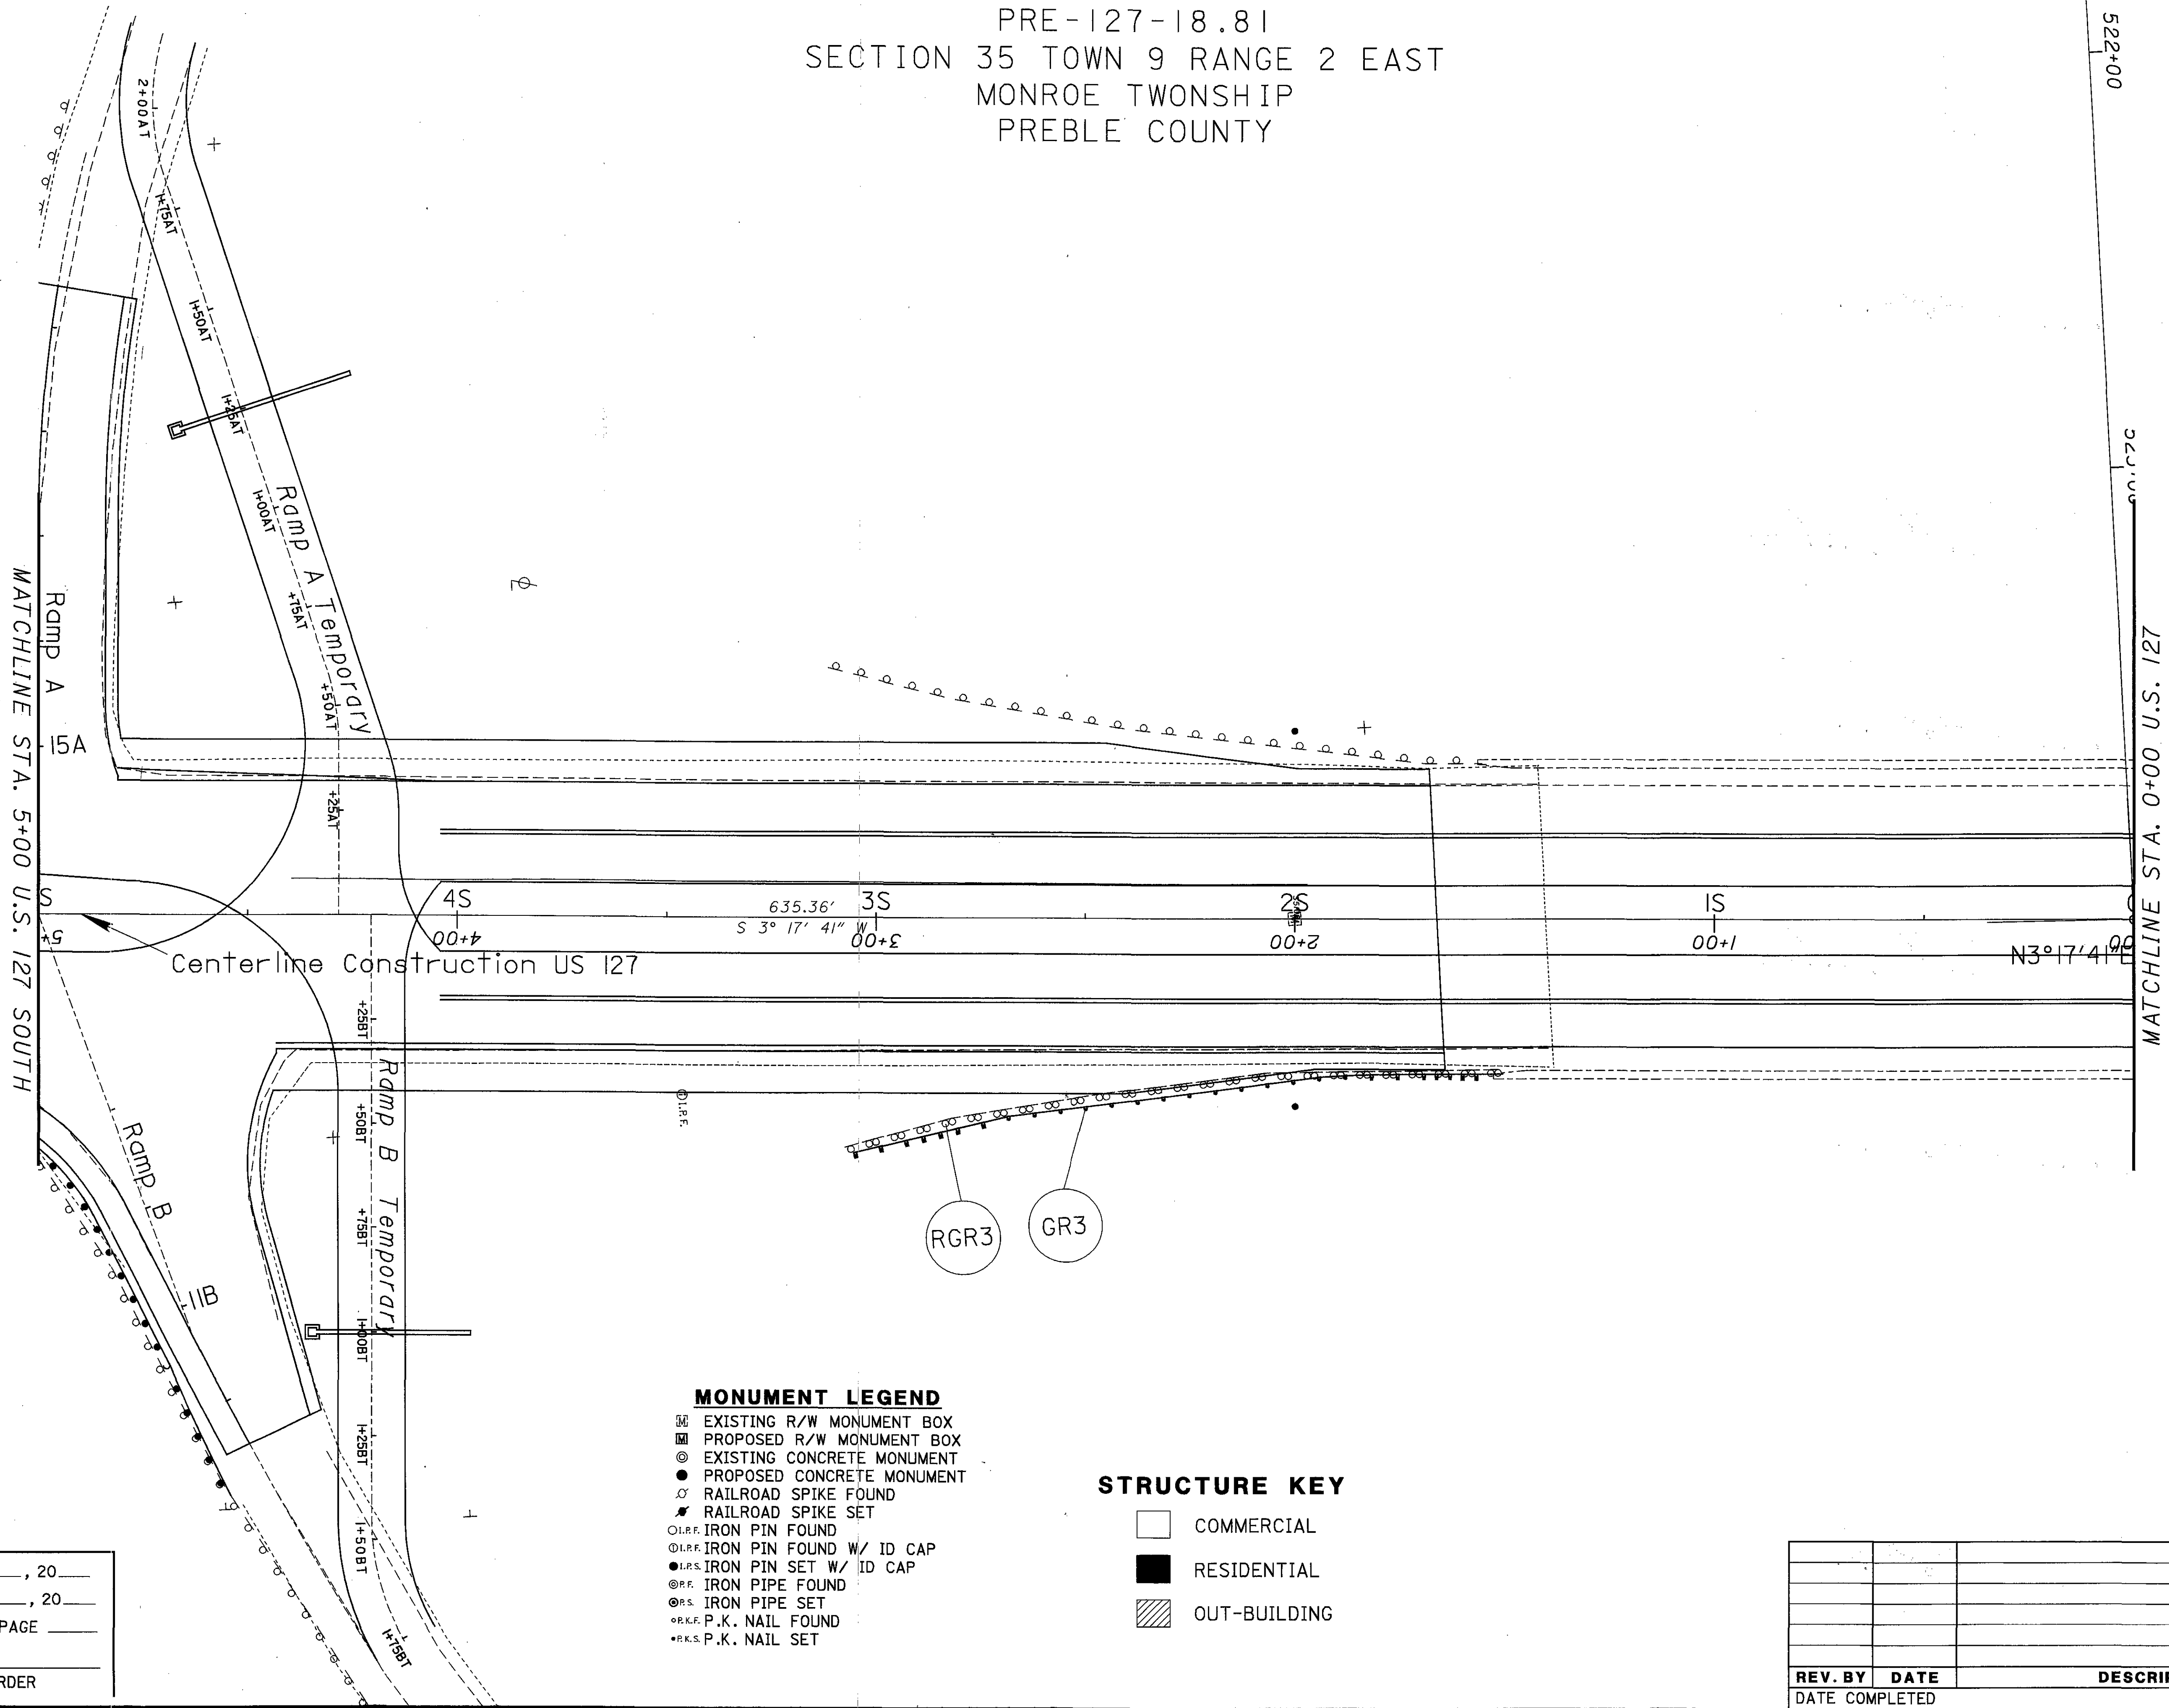 PRE-127-18.81
SECTION 35 TOWN 9 RANGE 2 EAST
MONROE TWONSHIP
PREBLE COUNTY
522+00
2+00AT
1+75AT
1+50AT
1+25AT
1+00AT
+75AT
+50AT
+25AT
Ramp A Temporary
Ramp A
15A
MATCHLINE STA. 5+00 U.S. 127 SOUTH
MATCHLINE STA. 0+00 U.S. 127
S
4S
3S
2S
1S
635.36'
S 3° 17' 41" W
5+
4+00
3+00
2+00
1+00
00
N3°17'41"E
Centerline Construction US 127
+25BT
+50BT
+75BT
1+00BT
1+25BT
1+50BT
1+75BT
Ramp B Temporary
Ramp B
11B
I.P.F.
RGR3
GR3
MONUMENT LEGEND
M EXISTING R/W MONUMENT BOX
M PROPOSED R/W MONUMENT BOX
EXISTING CONCRETE MONUMENT
PROPOSED CONCRETE MONUMENT
RAILROAD SPIKE FOUND
RAILROAD SPIKE SET
I.P.F. IRON PIN FOUND
I.P.F. IRON PIN FOUND W/ ID CAP
I.P.S. IRON PIN SET W/ ID CAP
P.F. IRON PIPE FOUND
P.S. IRON PIPE SET
P.K.F. P.K. NAIL FOUND
P.K.S. P.K. NAIL SET
STRUCTURE KEY
COMMERCIAL
RESIDENTIAL
OUT-BUILDING
, 20
, 20
PAGE
RDER
REV. BY DATE DESCRI
DATE COMPLETED